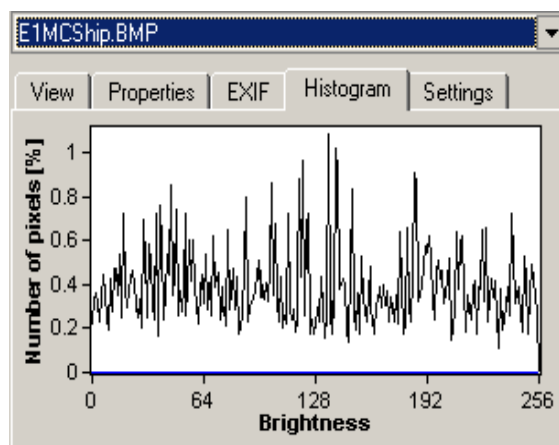 E1MCShip.BMP
View Properties EXIF Histogram Settings
Number of pixels [%]
1
0.8
0.6
0.4
0.2
0
0 64 128 192 256
Brightness